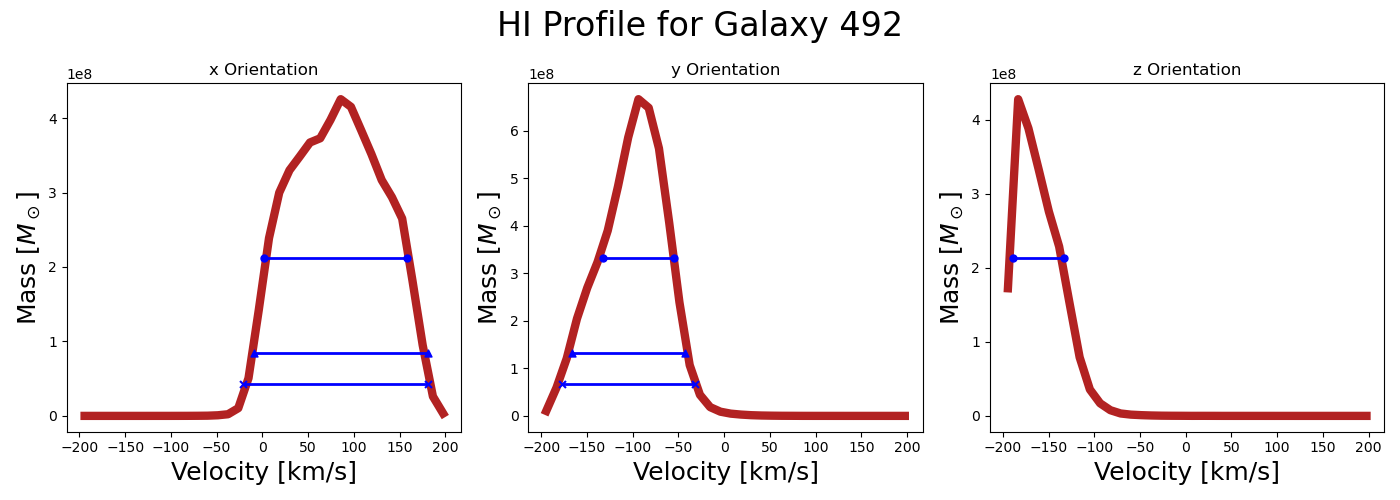 HI Profile for Galaxy 492
x Orientation
1e8
4
3
2
1
0
Mass [M_⊙]
−200 −150 −100 −50 0 50 100 150 200
Velocity [km/s]
y Orientation
1e8
6
5
4
3
2
1
0
Mass [M_⊙]
−200 −150 −100 −50 0 50 100 150 200
Velocity [km/s]
z Orientation
1e8
4
3
2
1
0
Mass [M_⊙]
−200 −150 −100 −50 0 50 100 150 200
Velocity [km/s]